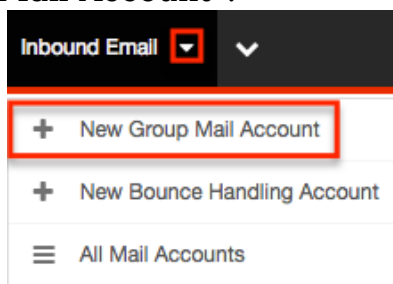 Inbound Email
New Group Mail Account
New Bounce Handling Account
All Mail Accounts